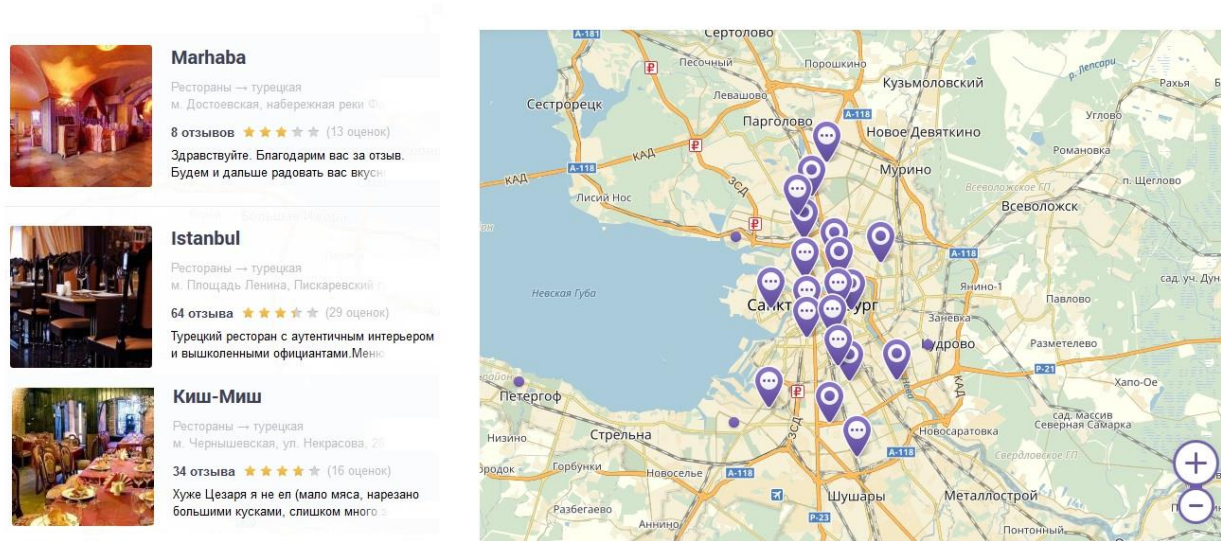 Marhaba
Рестораны → турецкая
м. Достоевская, набережная реки
8 отзывов (13 оценок)
Здравствуйте. Благодарим вас за отзыв.
Будем и дальше радовать вас
Istanbul
Рестораны → турецкая
м. Площадь Ленина, Пискаревский
64 отзыва (29 оценок)
Турецкий ресторан с аутентичным интерьером
и вышколенными официантами.
Киш-Миш
Рестораны → турецкая
м. Чернышевская, ул. Некрасова,
34 отзыва (16 оценок)
Хуже Цезаря я не ел (мало мяса, нарезано
большими кусками, слишком много
А-181
Сертолово
Песочный
Порошкино
Кузьмоловский
р. Лепсари
Рахья
Сестрорецк
Левашово
А-118
Углово
Парголово
Новое Девяткино
КАД
Романовка
А-118
КАД
ЗСД
Мурино
Всеволожское ГП
п. Щеглово
Лисий Нос
Всеволожск
А-118
сад. уч.
Невская Губа
Янино-1
Павлово
Санкт
Заневка
Кудрово
Разметелево
Р-21
Петергоф
КАД
Хапо-Ое
Нева
ЗСД
сад. массив
Северная Самарка
Низино
Стрельна
Новосаратовка
А-118
Свердловское ГП
Горбунки
Новоселье
А-118
Шушары
Металлострой
Разбегаево
Аннино
Р-23
Понтонный